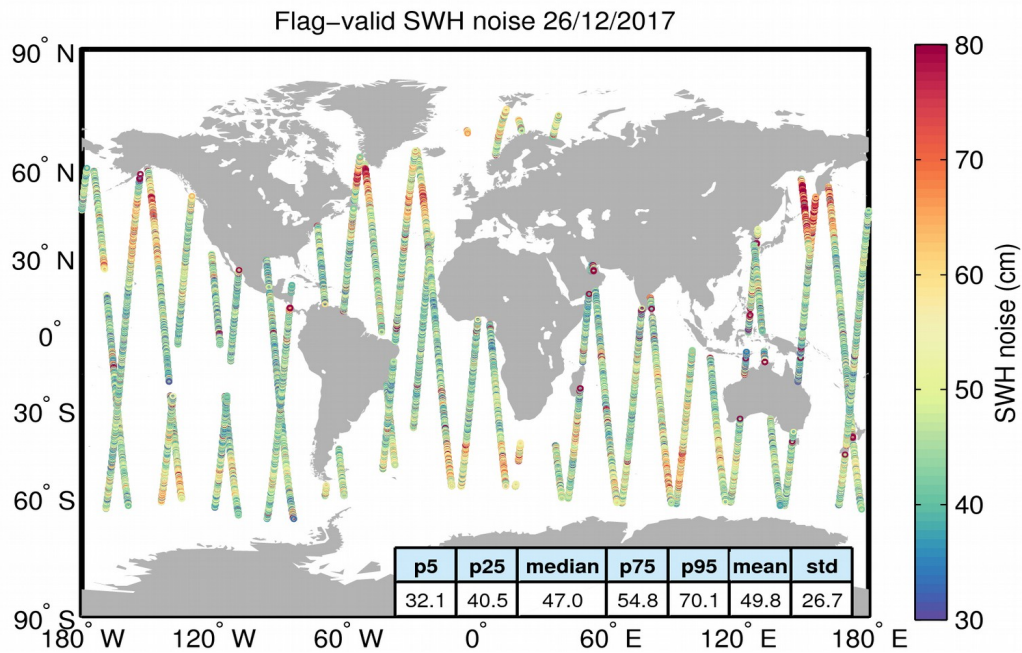 Flag−valid SWH noise 26/12/2017
90° N
60° N
30° N
0°
30° S
60° S
90° S
180° W
120° W
60° W
0°
60° E
120° E
180° E
p5 p25 median p75 p95 mean std
32.1 40.5 47.0 54.8 70.1 49.8 26.7
80
70
60
50
40
30
SWH noise (cm)